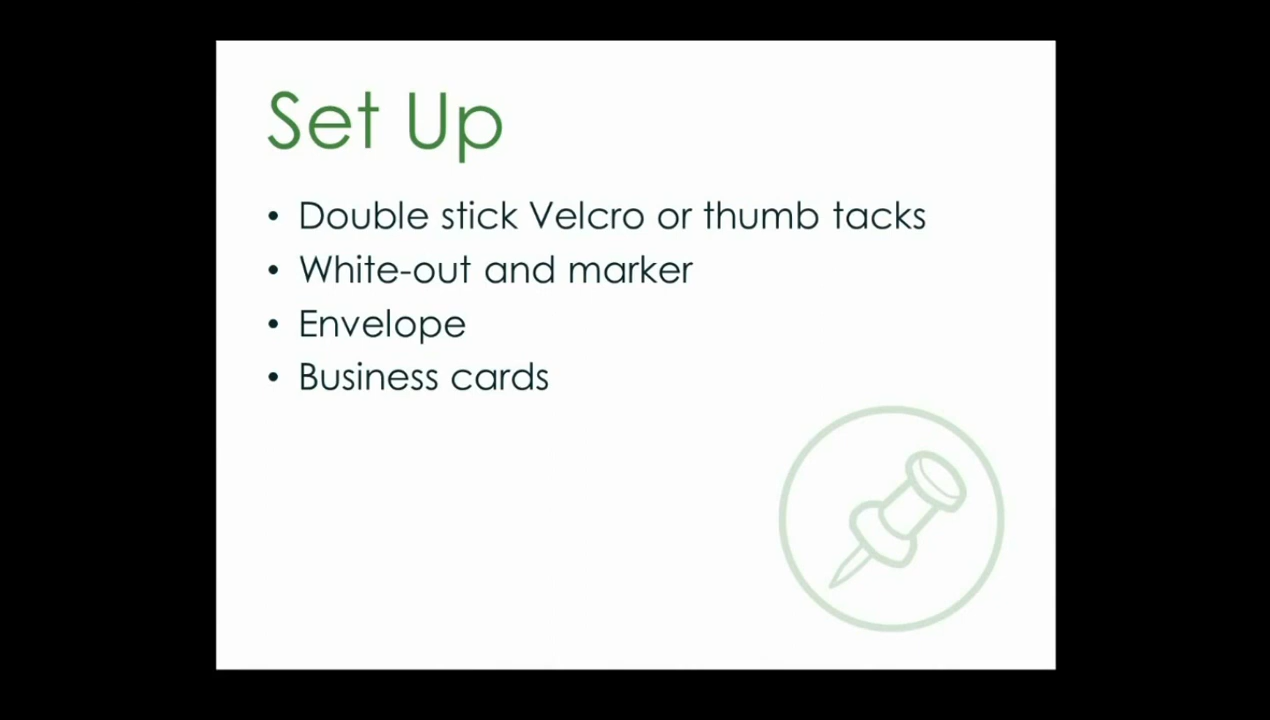 Set Up
• Double stick Velcro or thumb tacks
• White-out and marker
• Envelope
• Business cards